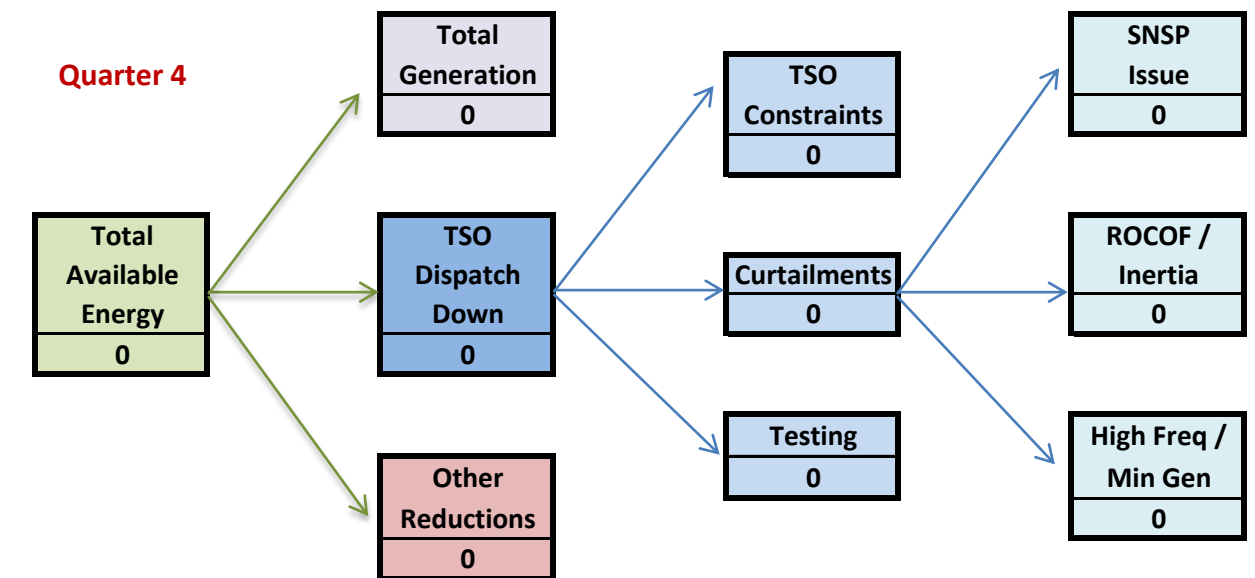 Quarter 4
Total
Available
Energy
0
Total
Generation
0
TSO
Dispatch
Down
0
Other
Reductions
0
TSO
Constraints
0
Curtailments
0
Testing
0
SNSP
Issue
0
ROCOF /
Inertia
0
High Freq /
Min Gen
0